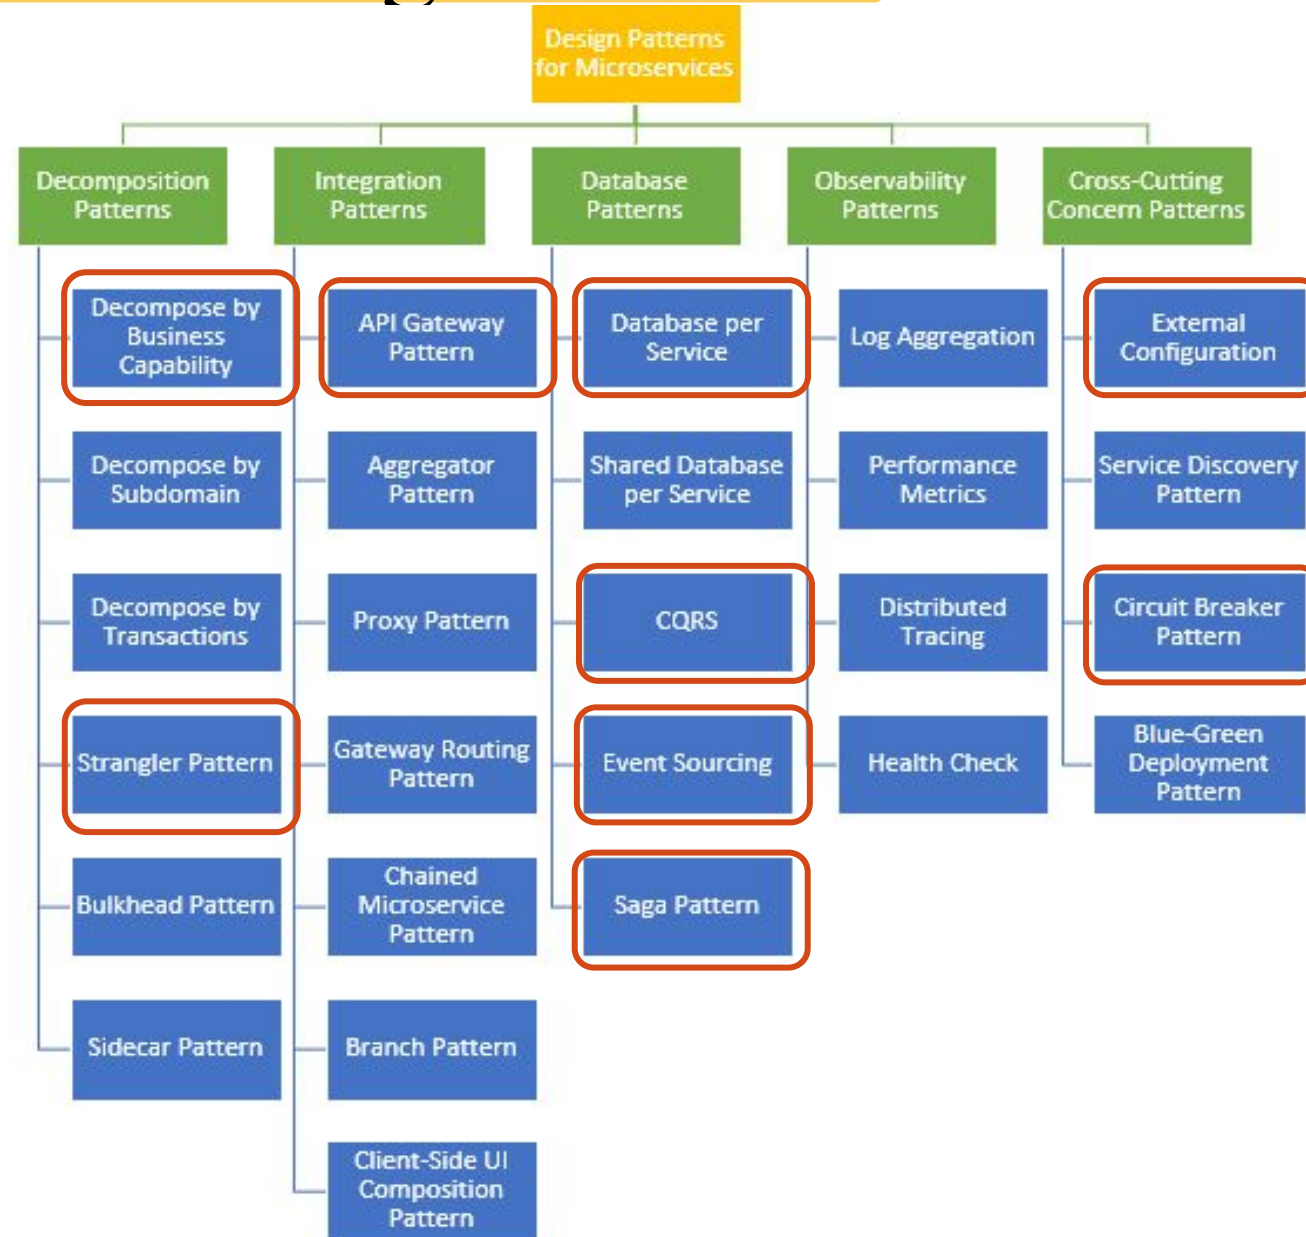 Design Patterns
for Microservices
Decomposition
Patterns
Integration
Patterns
Database
Patterns
Observability
Patterns
Cross-Cutting
Concern Patterns
Decompose by
Business
Capability
API Gateway
Pattern
Database per
Service
Log Aggregation
External
Configuration
Decompose by
Subdomain
Aggregator
Pattern
Shared Database
per Service
Performance
Metrics
Service Discovery
Pattern
Decompose by
Transactions
Proxy Pattern
CQRS
Distributed
Tracing
Circuit Breaker
Pattern
Strangler Pattern
Gateway Routing
Pattern
Event Sourcing
Health Check
Blue-Green
Deployment
Pattern
Bulkhead Pattern
Chained
Microservice
Pattern
Saga Pattern
Sidecar Pattern
Branch Pattern
Client-Side UI
Composition
Pattern